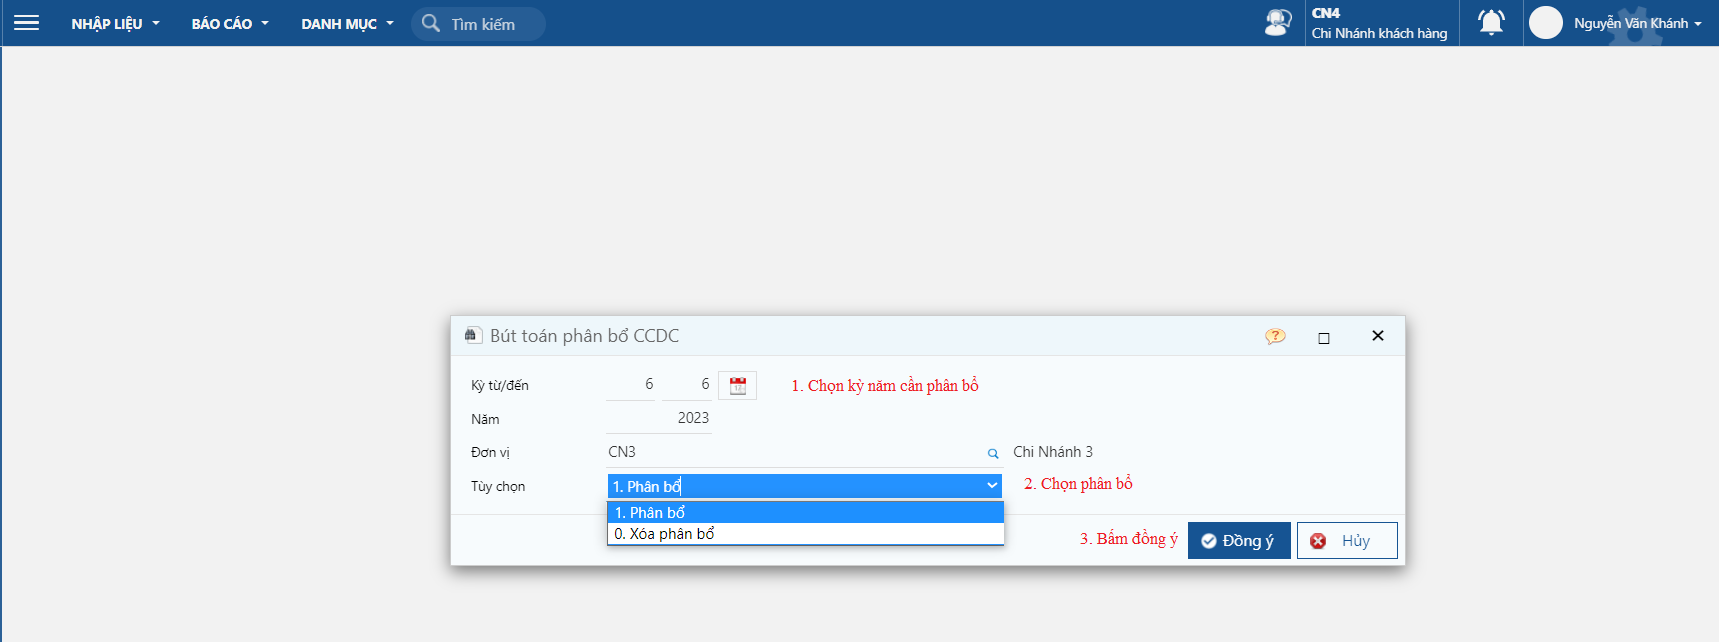 NHẬP LIỆU BÁO CÁO DANH MỤC Tìm kiếm
CN4
Chi Nhánh khách hàng
Nguyễn Văn Khánh
Bút toán phân bổ CCDC
Kỳ từ/đến 6 6 1. Chọn kỳ năm cần phân bổ
Năm 2023
Đơn vị CN3 Chi Nhánh 3
Tùy chọn 1. Phân bổ 2. Chọn phân bổ
1. Phân bổ
0. Xóa phân bổ
3. Bấm đồng ý Đồng ý Hủy